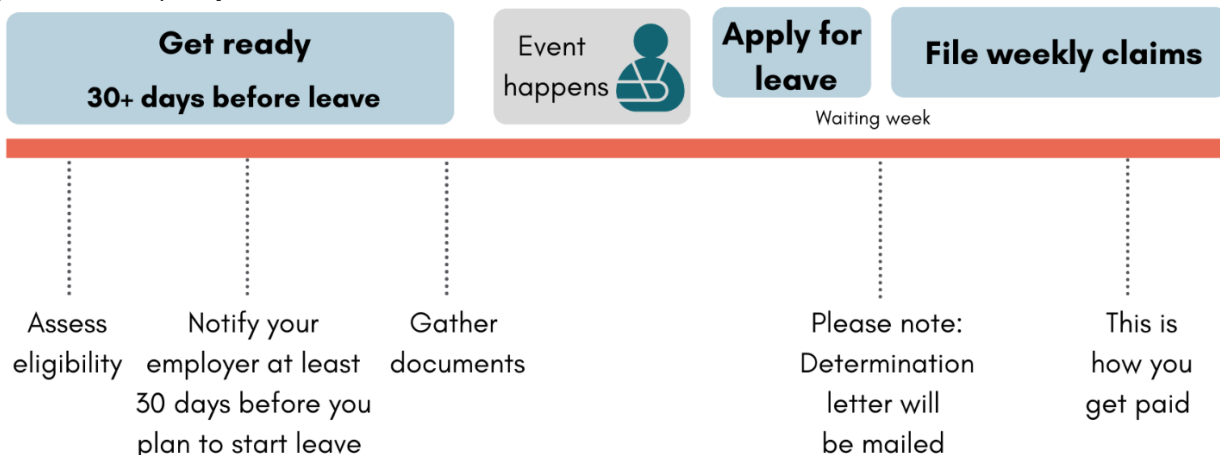 Get ready
30+ days before leave
Event
happens
Apply for
leave
File weekly claims
Waiting week
Assess
eligibility
Notify your
employer at least
30 days before you
plan to start leave
Gather
documents
Please note:
Determination
letter will
be mailed
This is
how you
get paid